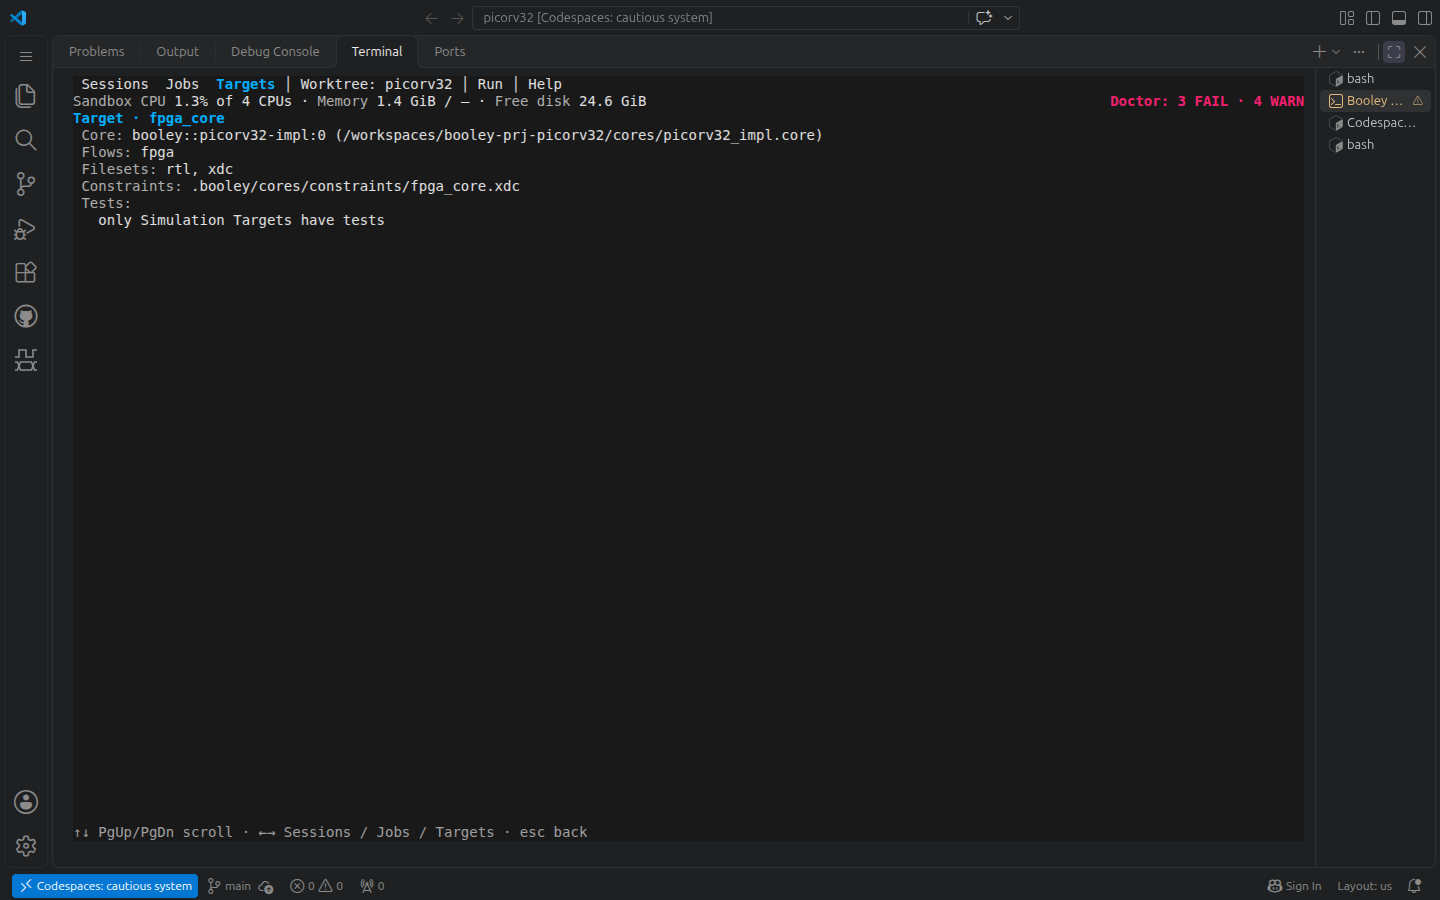 picorv32 [Codespaces: cautious system]
Problems Output Debug Console Terminal Ports
Sessions Jobs Targets │ Worktree: picorv32 │ Run │ Help
Sandbox CPU 1.3% of 4 CPUs · Memory 1.4 GiB / — · Free disk 24.6 GiB Doctor: 3 FAIL · 4 WARN
Target · fpga_core
Core: booley::picorv32-impl:0 (/workspaces/booley-prj-picorv32/cores/picorv32_impl.core)
Flows: fpga
Filesets: rtl, xdc
Constraints: .booley/cores/constraints/fpga_core.xdc
Tests:
only Simulation Targets have tests
↑↓ PgUp/PgDn scroll · ←→ Sessions / Jobs / Targets · esc back
bash
Booley ...
Codespac...
bash
Codespaces: cautious system main 0 0 0 Sign In Layout: us